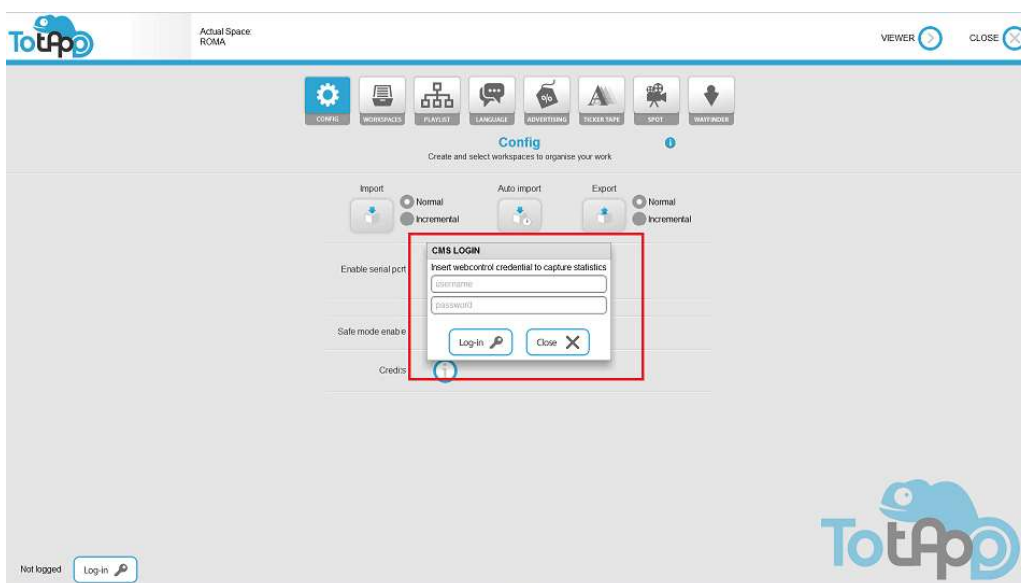 TotApp
Actual Space:
ROMA
VIEWER
CLOSE
CONFIG
WORKSPACES
PLAYLIST
LANGUAGE
ADVERTISING
TICKER TAPE
SPOT
WAYFINDER
Config
Create and select workspaces to organise your work
Import
Normal
Incremental
Auto import
Export
Normal
Incremental
CMS LOGIN
Insert webcontrol credential to capture statistics
username
password
Log-in
Close
Enable serial port
Safe mode enable
Credits
TotApp
Not logged
Log-in